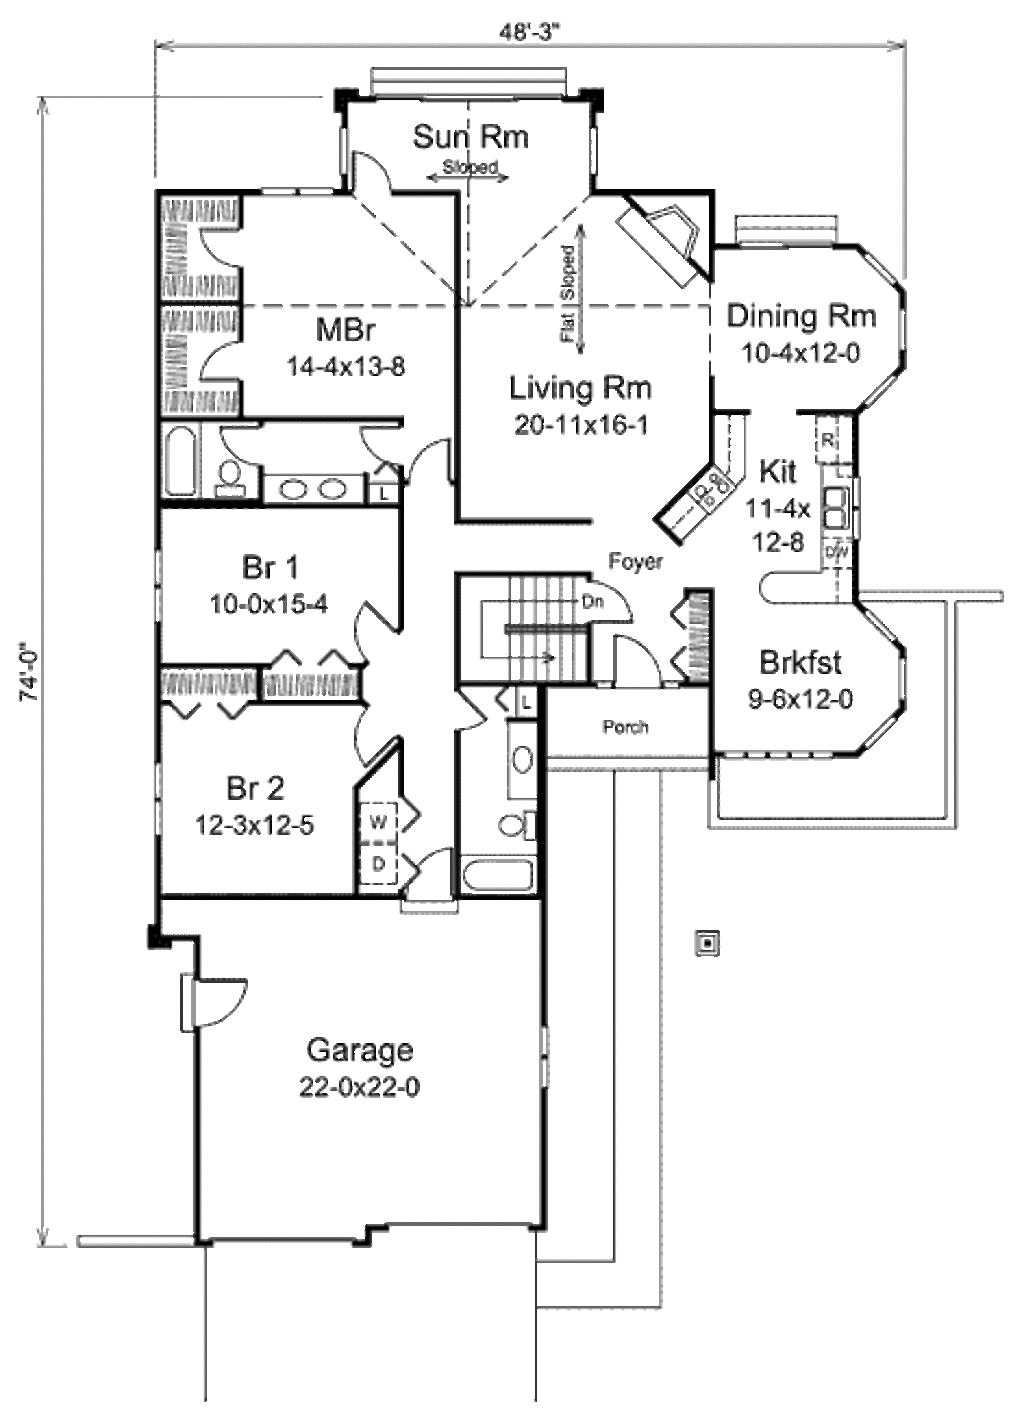 48'-3"
Sun Rm
Sloped
Flat Sloped
MBr
14-4x13-8
Dining Rm
10-4x12-0
Living Rm
20-11x16-1
R
Kit
11-4x
12-8
DW
L
Br 1
10-0x15-4
Foyer
Dn
74'-0"
Brkfst
9-6x12-0
L
Porch
Br 2
12-3x12-5
W
D
Garage
22-0x22-0